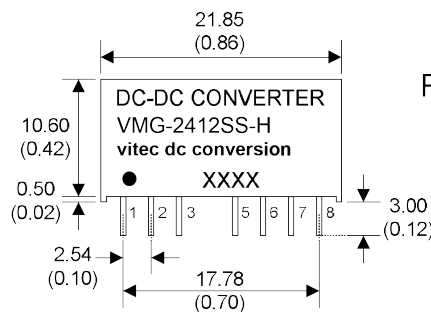 21.85
(0.86)
DC-DC CONVERTER
VMG-2412SS-H
vitec dc conversion
XXXX
10.60
(0.42)
0.50
(0.02)
1 2 3 5 6 7 8
3.00
(0.12)
2.54
(0.10)
17.78
(0.70)